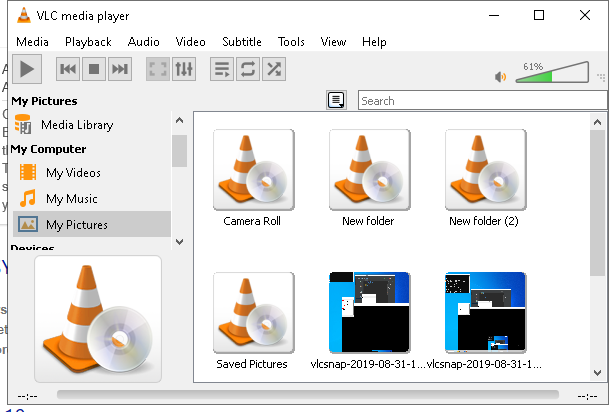 VLC media player
Media Playback Audio Video Subtitle Tools View Help
61%
My Pictures
Search
Media Library
My Computer
My Videos
My Music
My Pictures
Devices
Camera Roll
New folder
New folder (2)
Saved Pictures
vlcsnap-2019-08-31-1...
vlcsnap-2019-08-31-1...
--:--
--:--